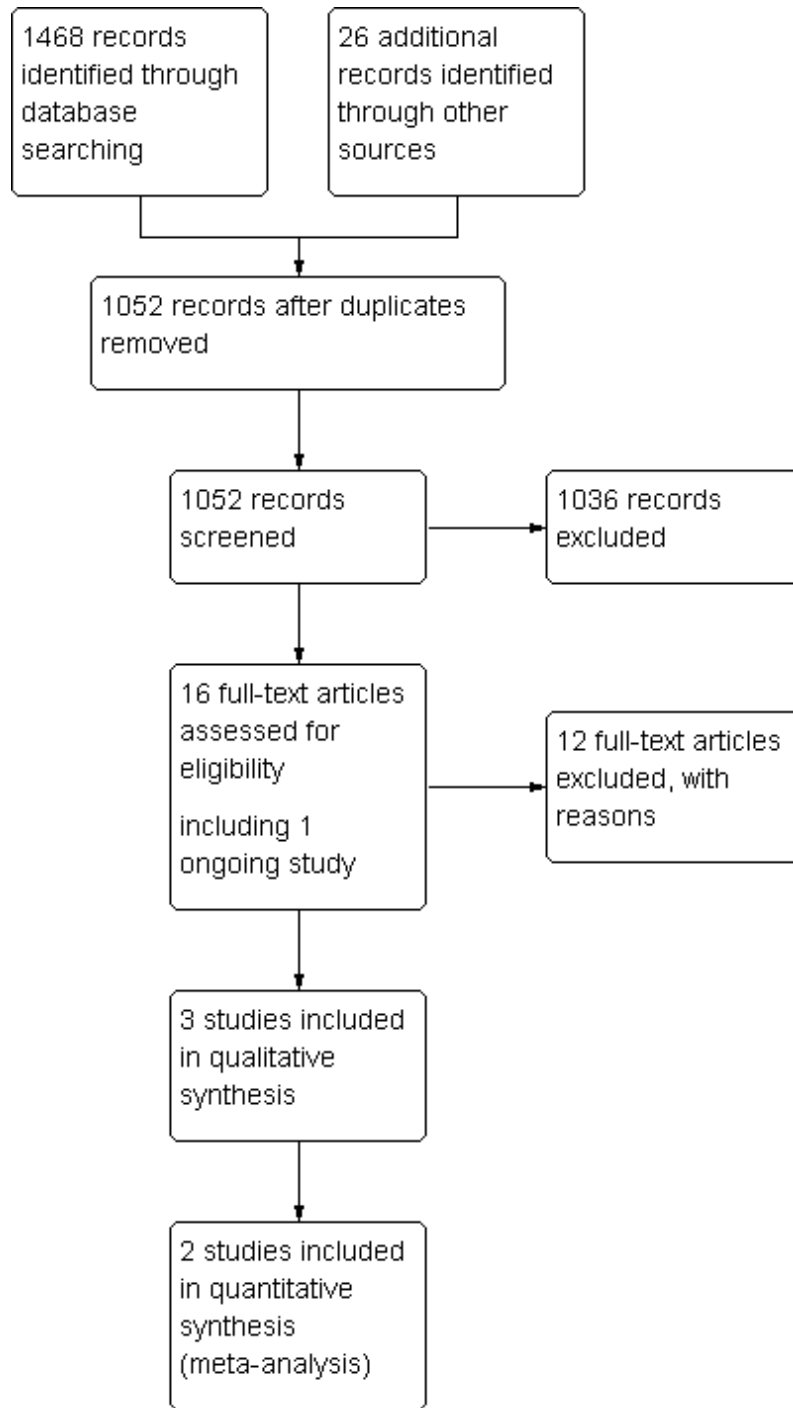 1468 records
identified through
database
searching
26 additional
records identified
through other
sources
1052 records after duplicates
removed
1052 records
screened
1036 records
excluded
16 full-text articles
assessed for
eligibility
including 1
ongoing study
12 full-text articles
excluded, with
reasons
3 studies included
in qualitative
synthesis
2 studies included
in quantitative
synthesis
(meta-analysis)